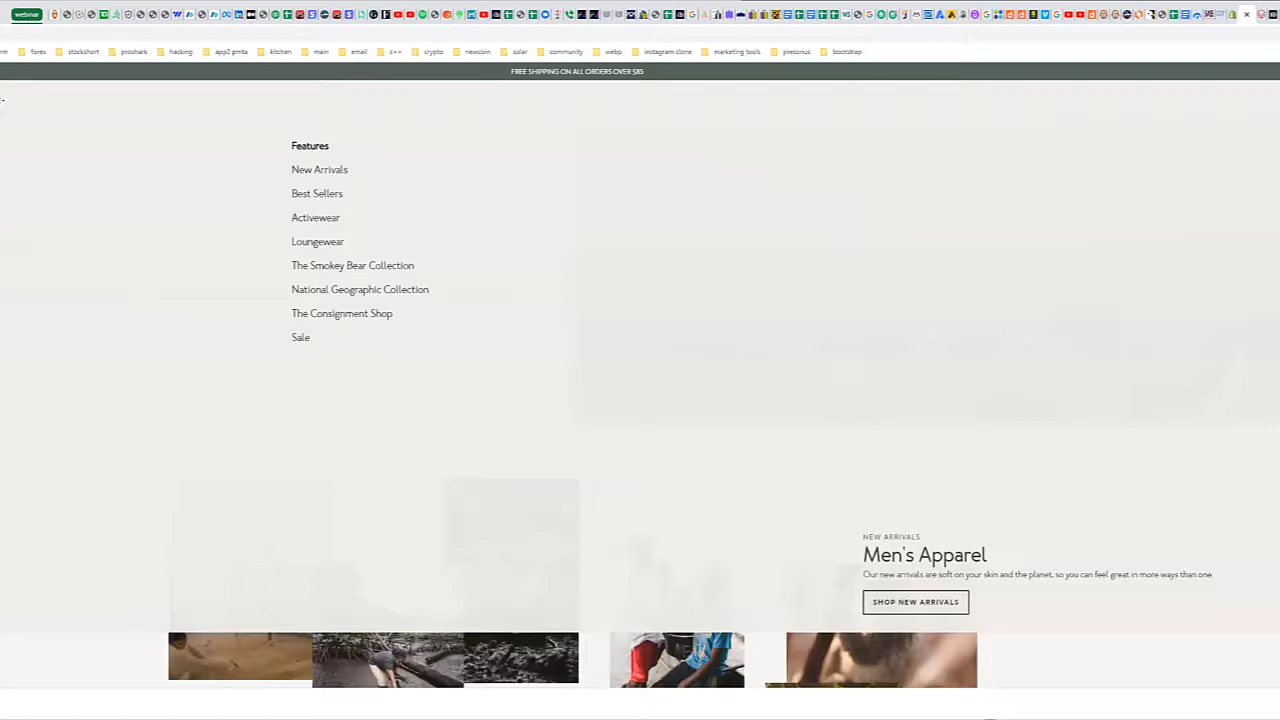 webinar
forex stockshort proshark hacking app2 pmta kitchen main email c++ crypto newcoin solar community webp instagram clone marketing tools presonus bootstrap
FREE SHIPPING ON ALL ORDERS OVER $85
Features
New Arrivals
Best Sellers
Activewear
Loungewear
The Smokey Bear Collection
National Geographic Collection
The Consignment Shop
Sale
NEW ARRIVALS
Men's Apparel
Our new arrivals are soft on your skin and the planet, so you can feel great in more ways than one
SHOP NEW ARRIVALS